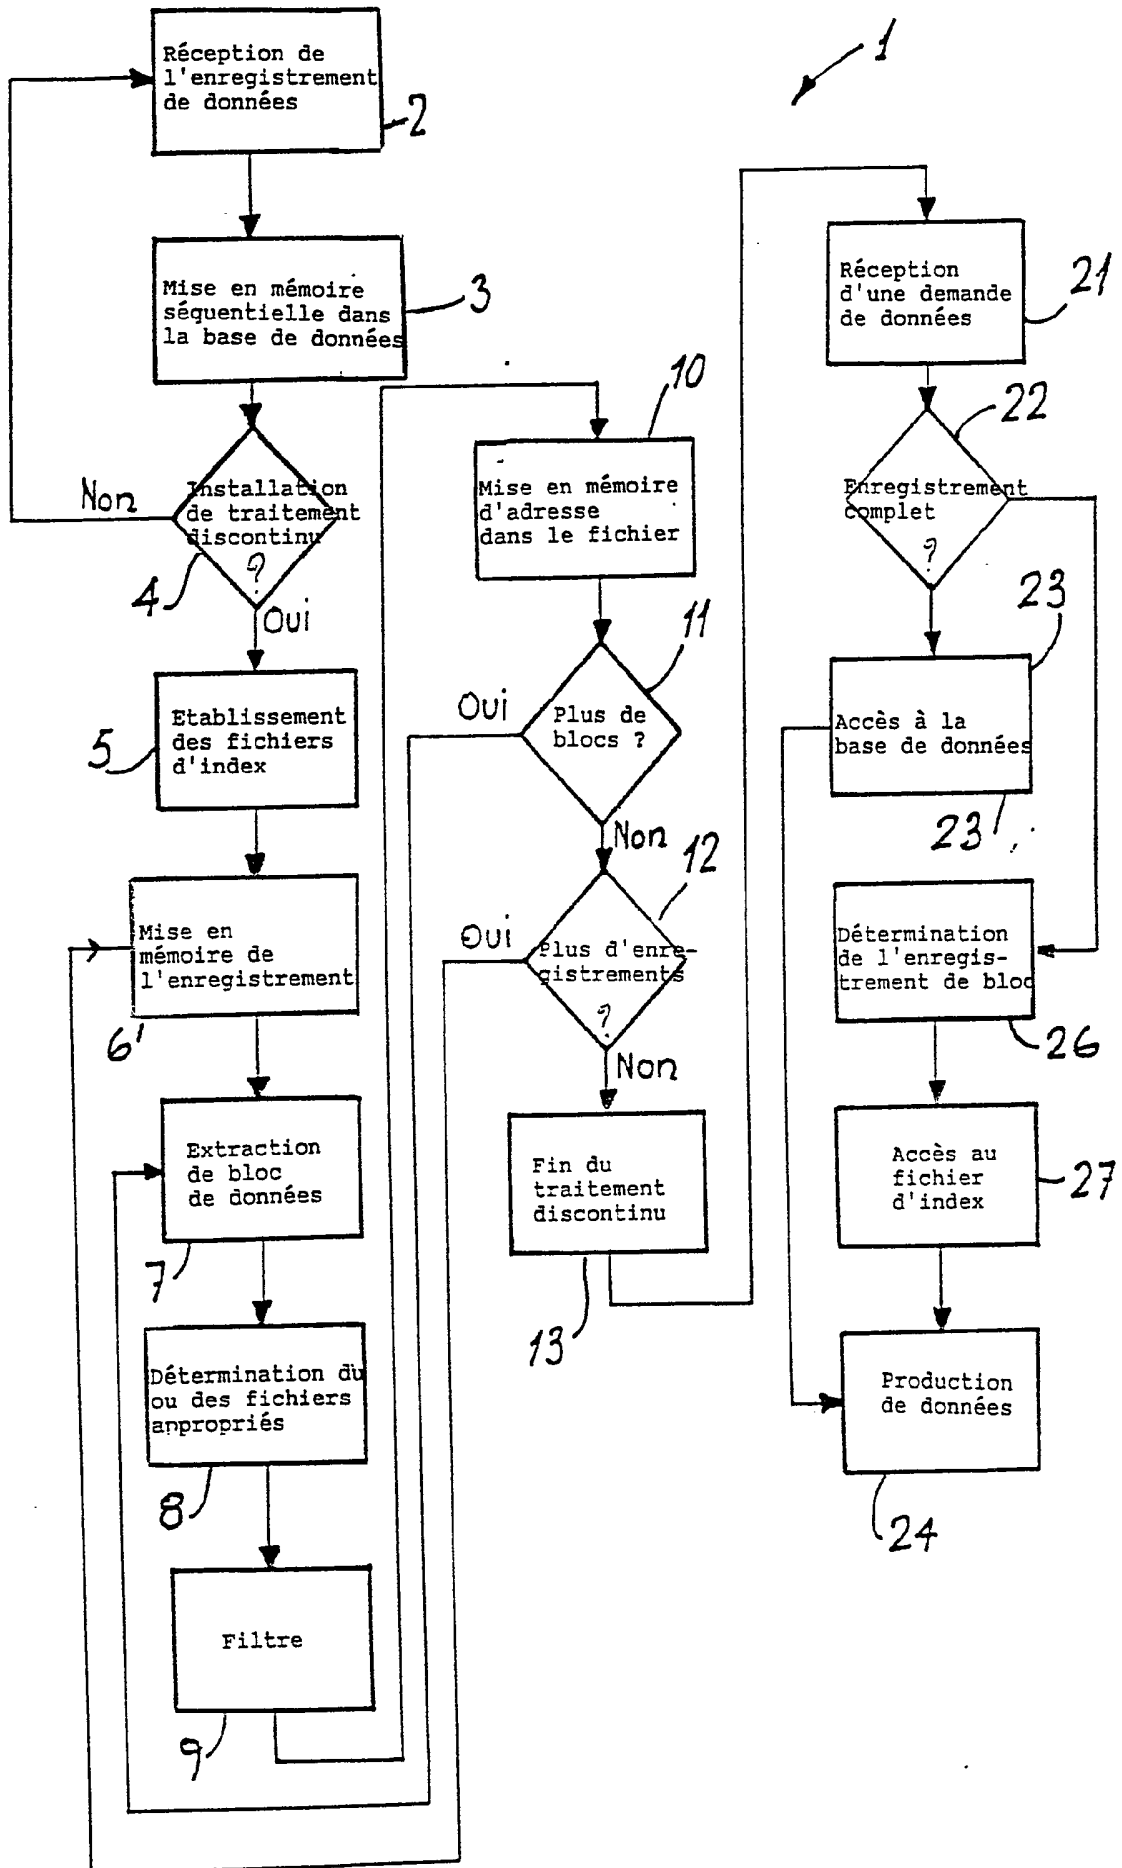 1
Réception de
l'enregistrement
de données
2
Mise en mémoire
séquentielle dans
la base de données
3
Non
Installation
de traitement
discontinu
?
4
Oui
Etablissement
des fichiers
d'index
5
Mise en
mémoire de
l'enregistrement
6
Extraction
de bloc
de données
7
Détermination du
ou des fichiers
appropriés
8
Filtre
9
10
Mise en mémoire
d'adresse
dans le fichier
11
Oui
Plus de
blocs ?
Non
12
Oui
Plus d'enre-
gistrements
?
Non
Fin du
traitement
discontinu
13
Réception
d'une demande
de données
21
22
Enregistrement
complet
?
23
Accès à la
base de données
23
Détermination
de l'enregis-
trement de bloc
26
Accès au
fichier
d'index
27
Production
de données
24